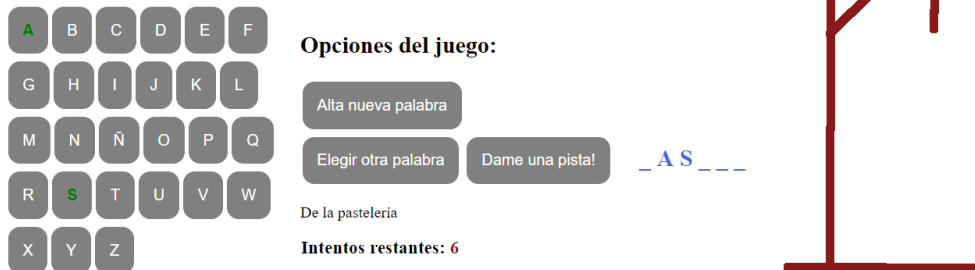 A B C D E F
G H I J K L
M N Ñ O P Q
R S T U V W
X Y Z
Opciones del juego:
Alta nueva palabra
Elegir otra palabra Dame una pista!
_ A S _ _ _
De la pastelería
Intentos restantes: 6